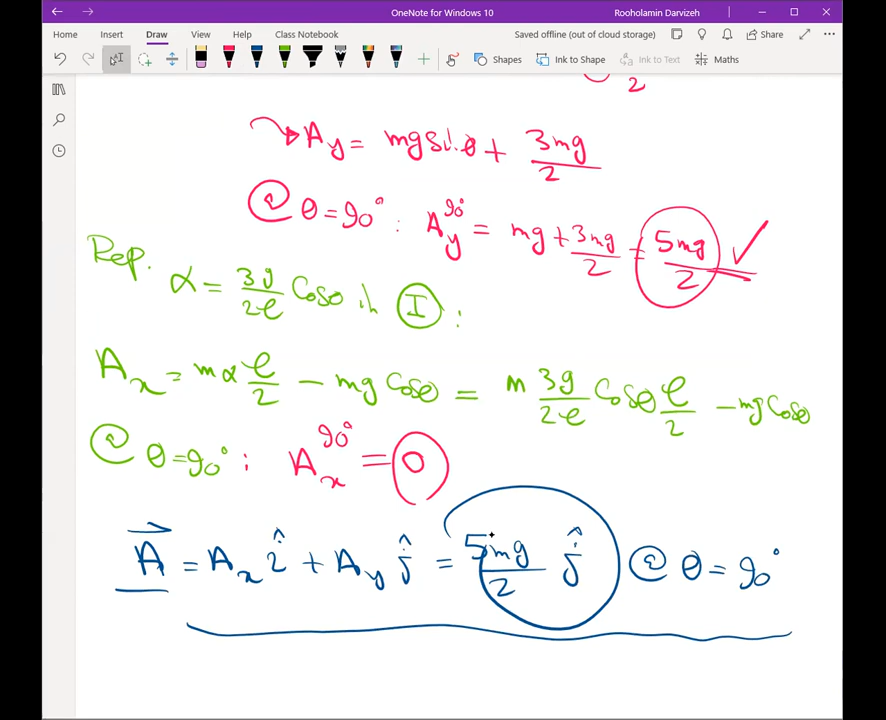 OneNote for Windows 10
Rooholamin Darvizeh
Home Insert Draw View Help Class Notebook
Saved offline (out of cloud storage) Share
Shapes Ink to Shape Ink to Text Maths
2
Ay = mg Sin θ + 3mg/2
@ θ = 90° : Ay^90° = mg + 3mg/2 = 5mg/2 ✓
Rep. α = 3g/2ℓ Cosθ in I :
Ax = mα ℓ/2 − mg Cosθ = m 3g/2ℓ Cosθ ℓ/2 − mg Cosθ
@ θ = 90° : Ax^90° = 0
A⃗ = Ax î + Ay ĵ = 5mg/2 ĵ @ θ = 90°